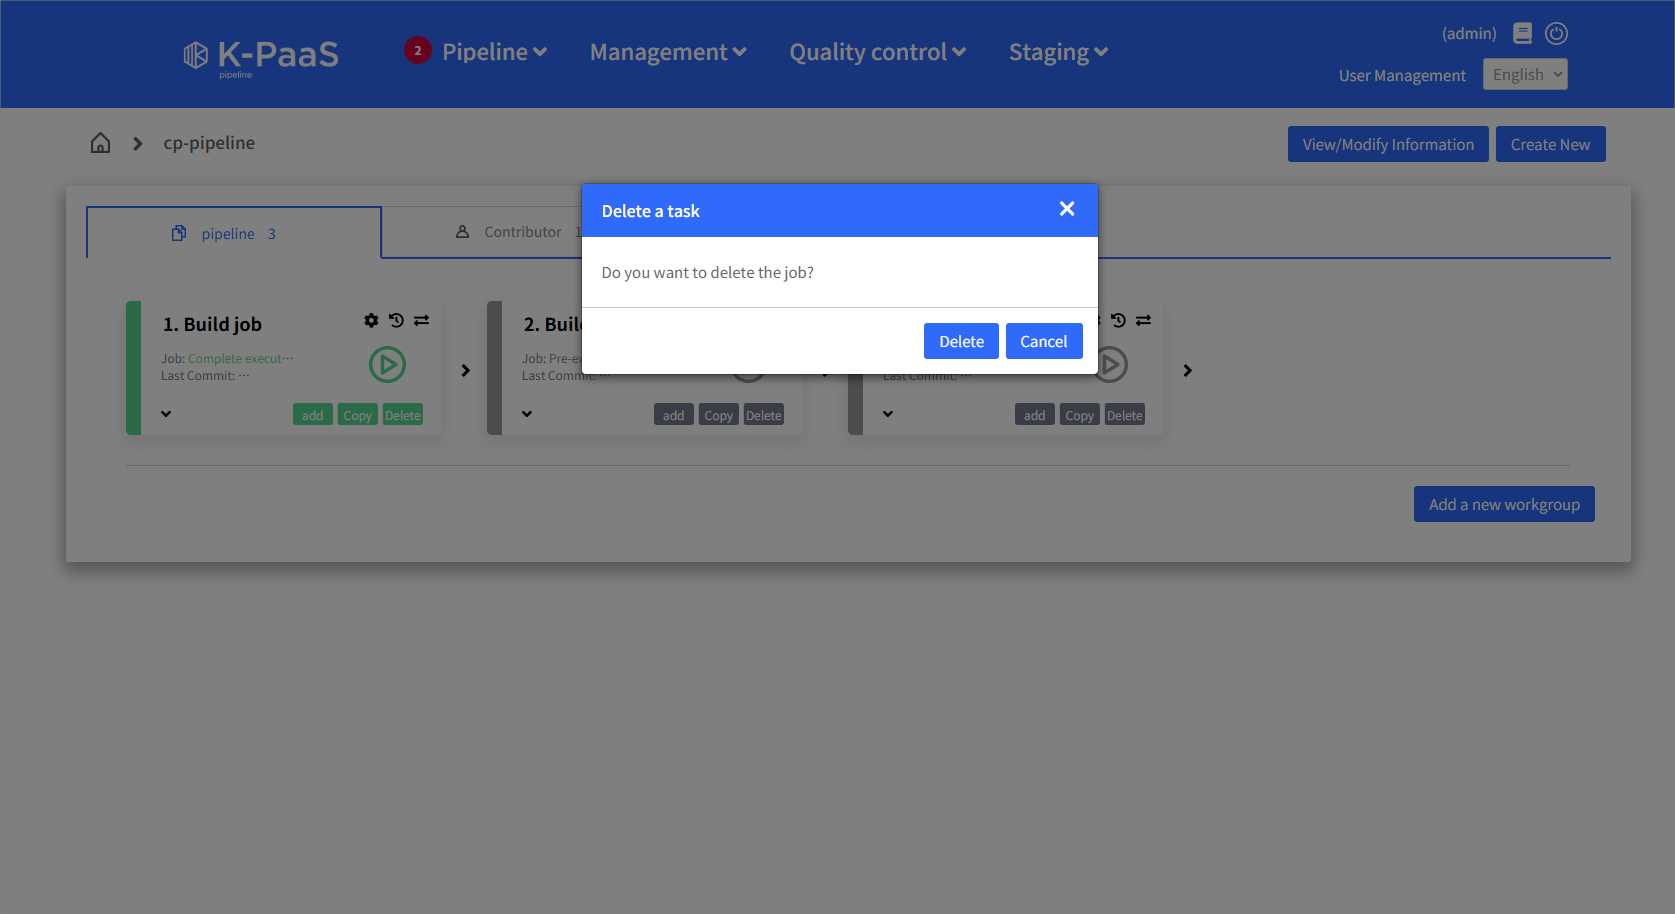 K-PaaS
pipeline
2
Pipeline
Management
Quality control
Staging
(admin)
User Management
English
cp-pipeline
View/Modify Information
Create New
pipeline 3
Contributor 1
Delete a task
Do you want to delete the job?
Delete
Cancel
1. Build job
Job: Complete execut···
Last Commit: ···
add
Copy
Delete
2. Buil
Job: Pre-ex
Last Commit: ···
add
Copy
Delete
Last Commit: ···
add
Copy
Delete
Add a new workgroup